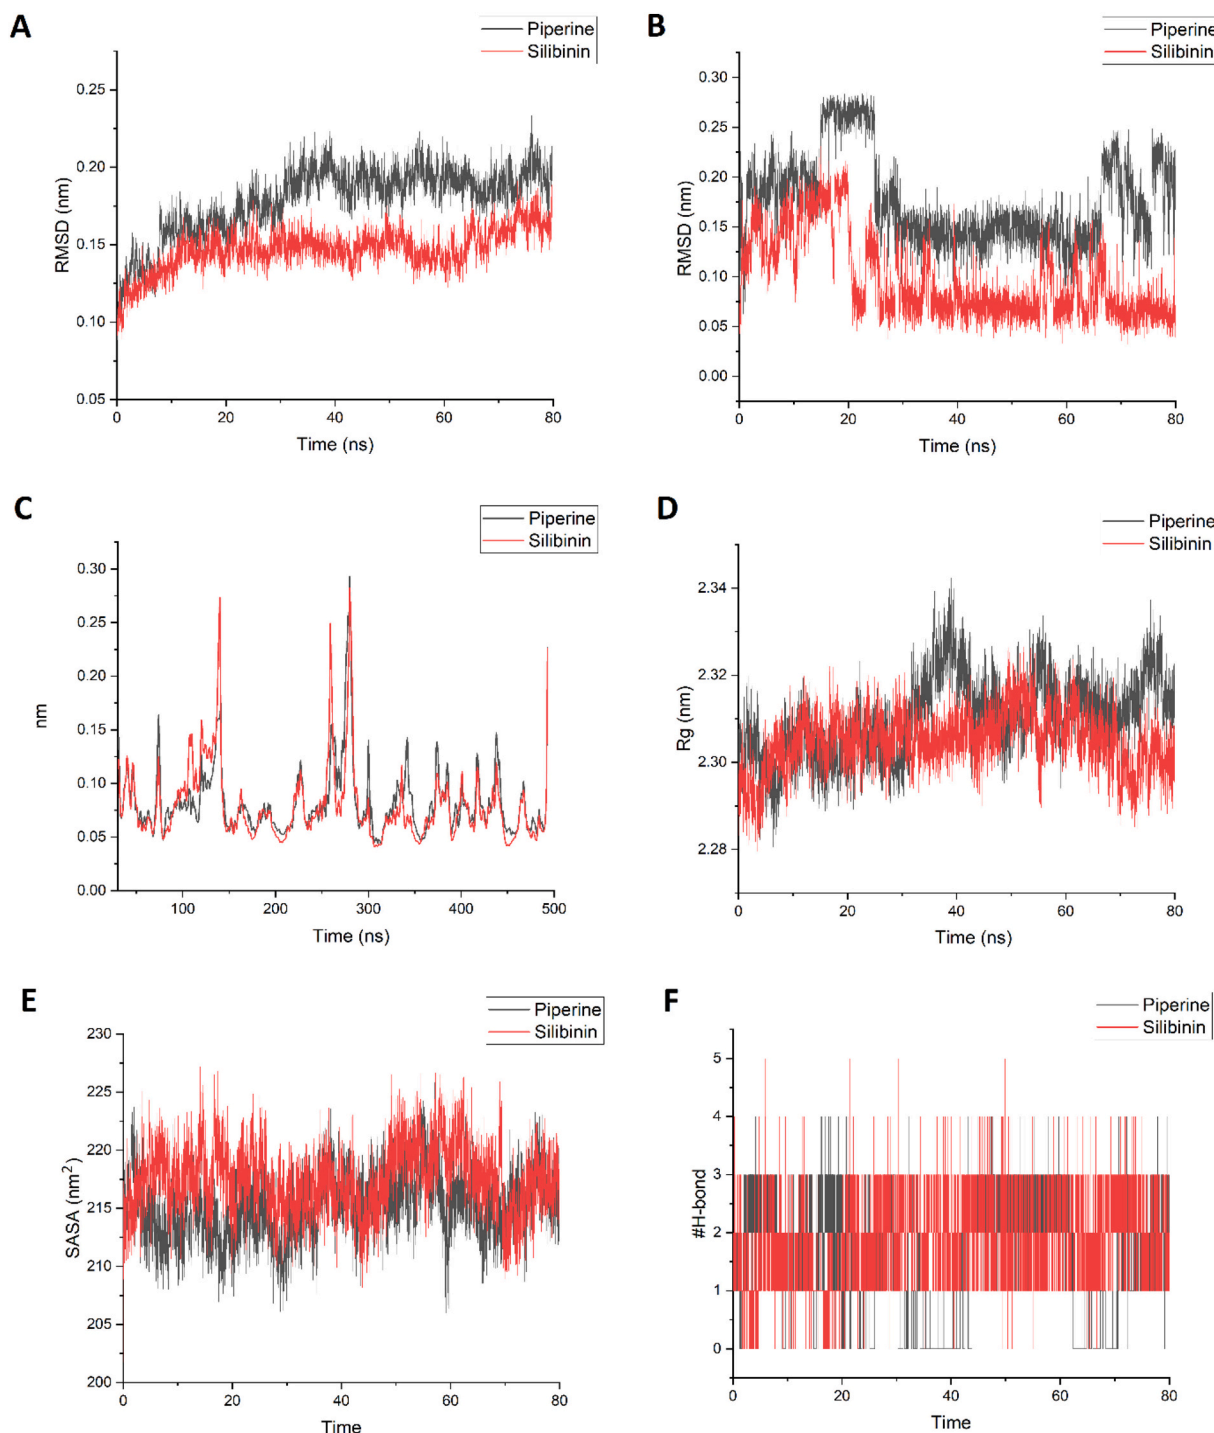 A
Piperine
Silibinin
0.25
0.20
0.15
0.10
0.05
RMSD (nm)
0 20 40 60 80
Time (ns)
B
Piperine
Silibinin
0.30
0.25
0.20
0.15
0.10
0.05
0.00
RMSD (nm)
0 20 40 60 80
Time (ns)
C
Piperine
Silibinin
0.30
0.25
0.20
0.15
0.10
0.05
0.00
nm
100 200 300 400 500
Time (ns)
D
Piperine
Silibinin
2.34
2.32
2.30
2.28
Rg (nm)
0 20 40 60 80
Time (ns)
E
Piperine
Silibinin
230
225
220
215
210
205
200
SASA (nm²)
0 20 40 60 80
Time
F
Piperine
Silibinin
5
4
3
2
1
0
#H-bond
0 20 40 60 80
Time